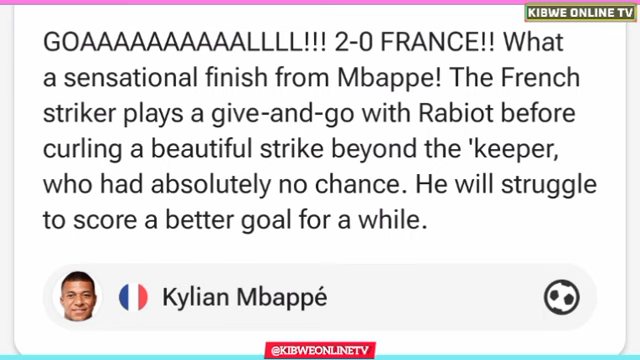 KIBWE ONLINE TV
GOAAAAAAAAAALLLL!!! 2-0 FRANCE!! What
a sensational finish from Mbappe! The French
striker plays a give-and-go with Rabiot before
curling a beautiful strike beyond the 'keeper,
who had absolutely no chance. He will struggle
to score a better goal for a while.
Kylian Mbappé
@KIBWEONLINETV